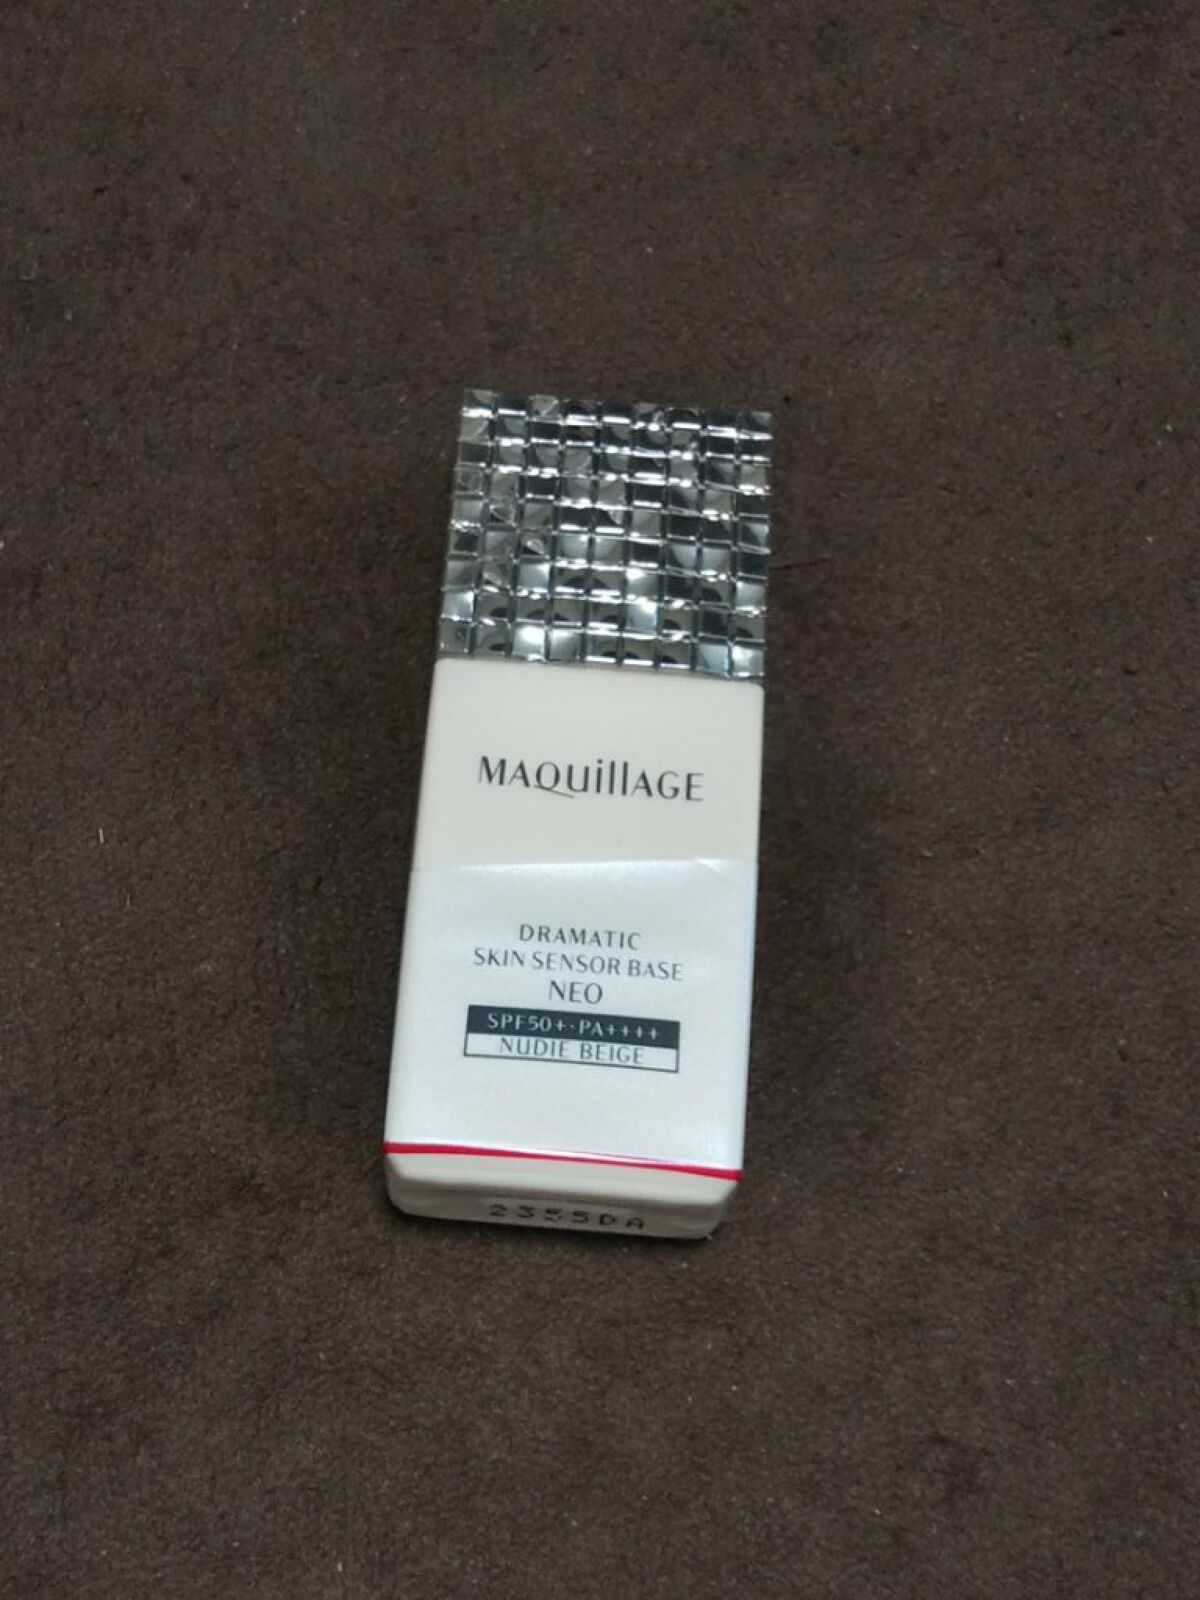 MAQuillAGE
DRAMATIC
SKIN SENSOR BASE
NEO
SPF50+・PA++++
NUDIE BEIGE
2355DA